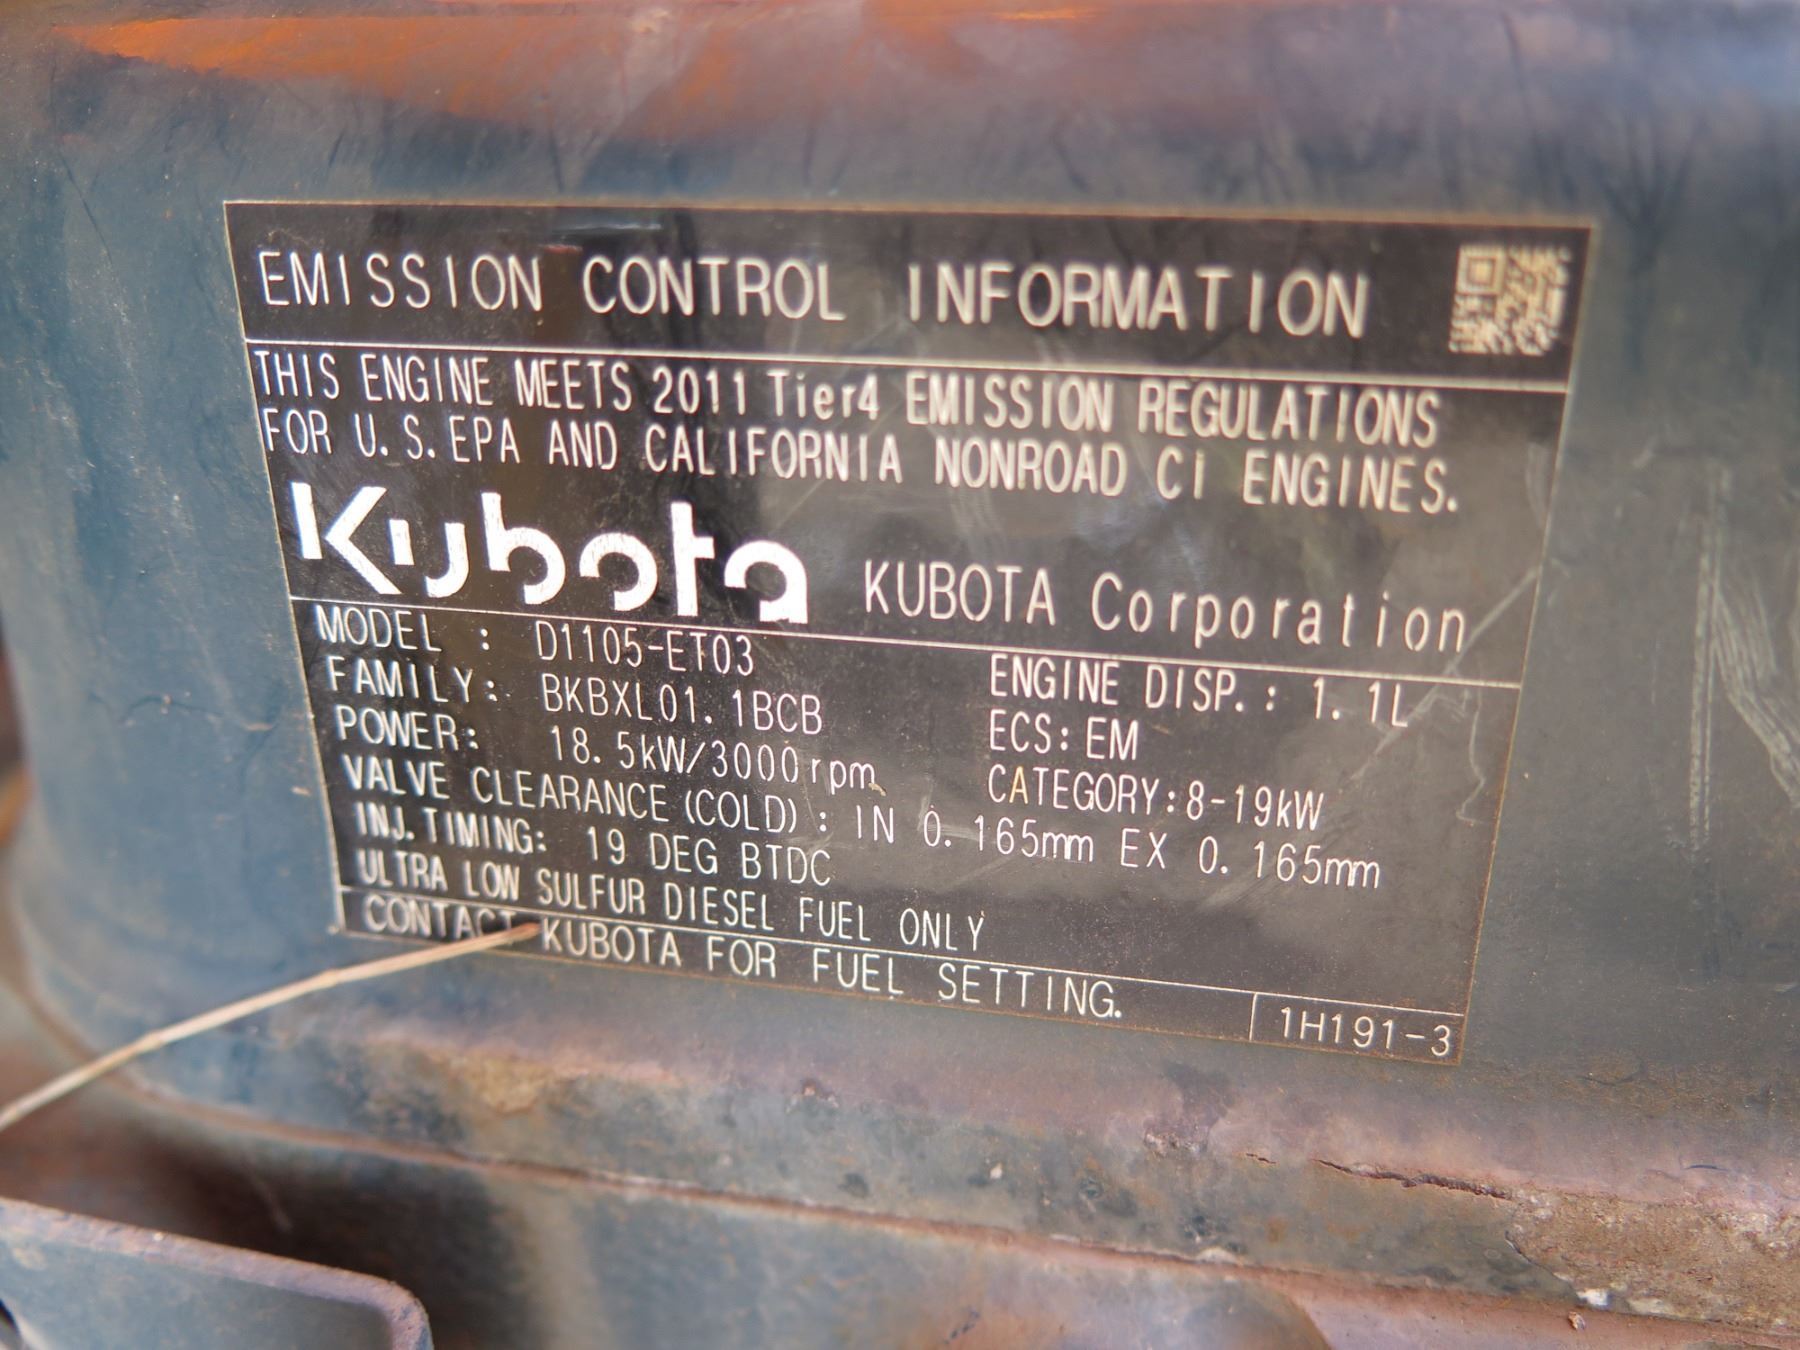 EMISSION CONTROL INFORMATION
THIS ENGINE MEETS 2011 Tier4 EMISSION REGULATIONS
FOR U.S.EPA AND CALIFORNIA NONROAD CI ENGINES.
Kubota KUBOTA Corporation
MODEL : D1105-ET03
FAMILY: BKBXL01.1BCB ENGINE DISP.: 1.1L
POWER: 18.5kW/3000rpm ECS: EM
CATEGORY:8-19kW
VALVE CLEARANCE (COLD) : IN 0.165mm EX 0.165mm
INJ.TIMING: 19 DEG BTDC
ULTRA LOW SULFUR DIESEL FUEL ONLY
CONTACT KUBOTA FOR FUEL SETTING.
1H191-3